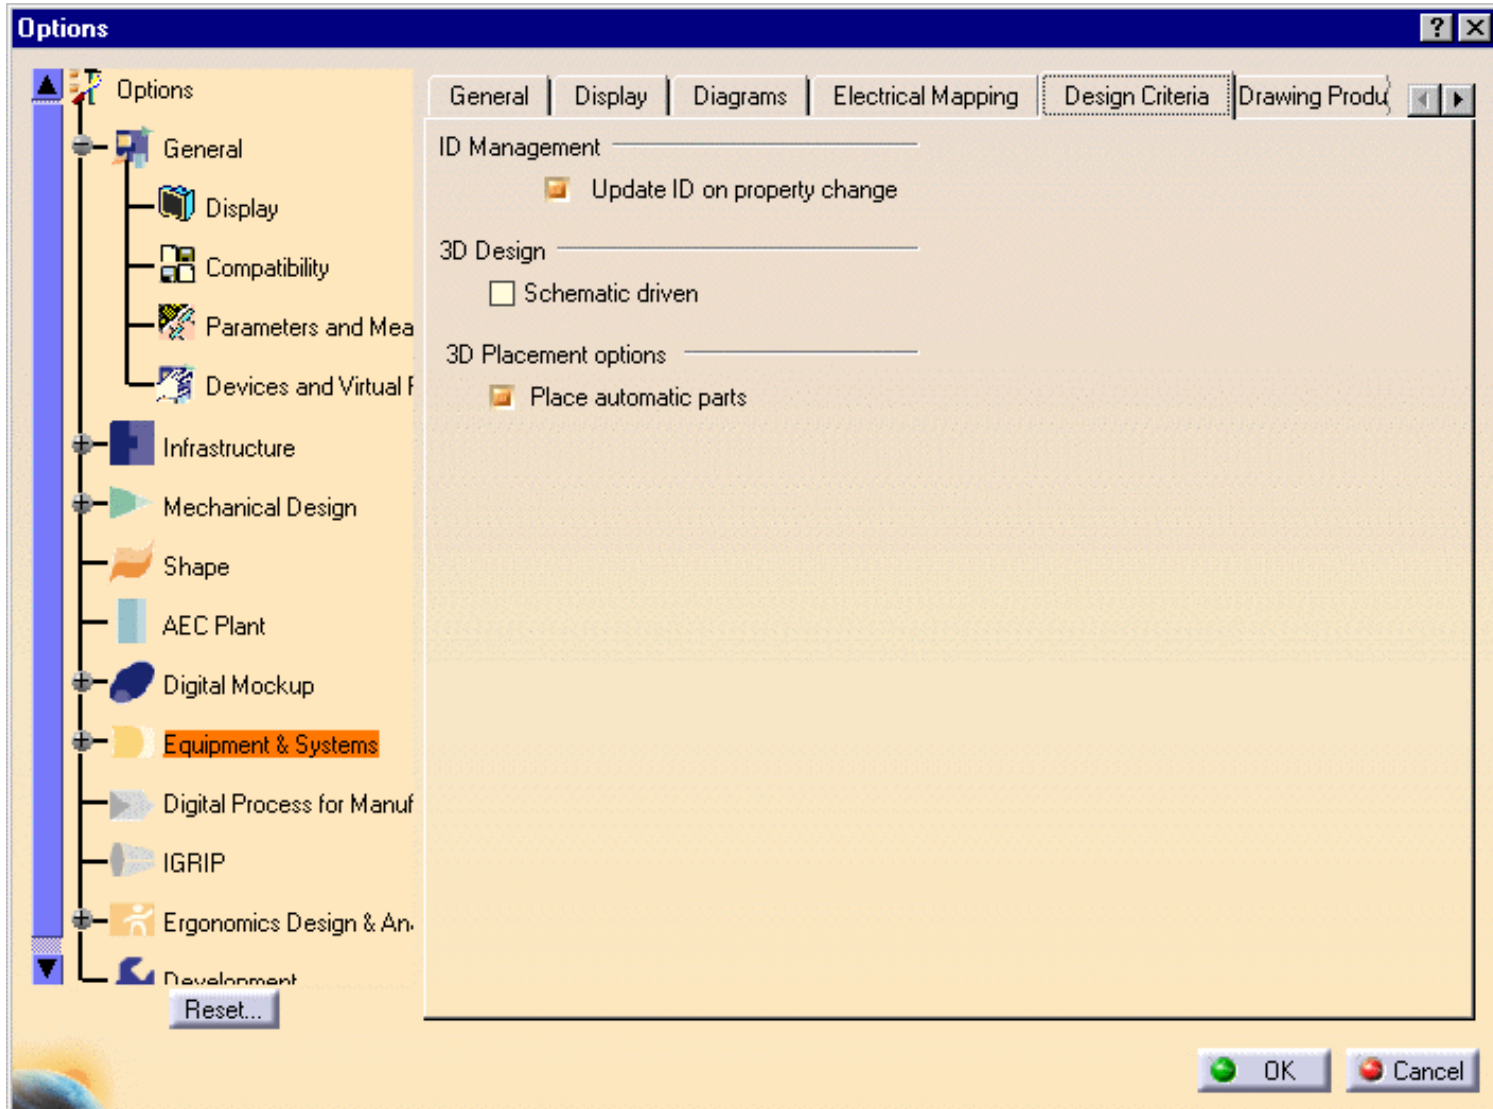 Options
Options
General
Display
Compatibility
Parameters and Mea
Devices and Virtual
Infrastructure
Mechanical Design
Shape
AEC Plant
Digital Mockup
Equipment & Systems
Digital Process for Manuf
IGRIP
Ergonomics Design & An
Development
Reset...
General Display Diagrams Electrical Mapping Design Criteria Drawing Produ
ID Management
Update ID on property change
3D Design
Schematic driven
3D Placement options
Place automatic parts
OK Cancel